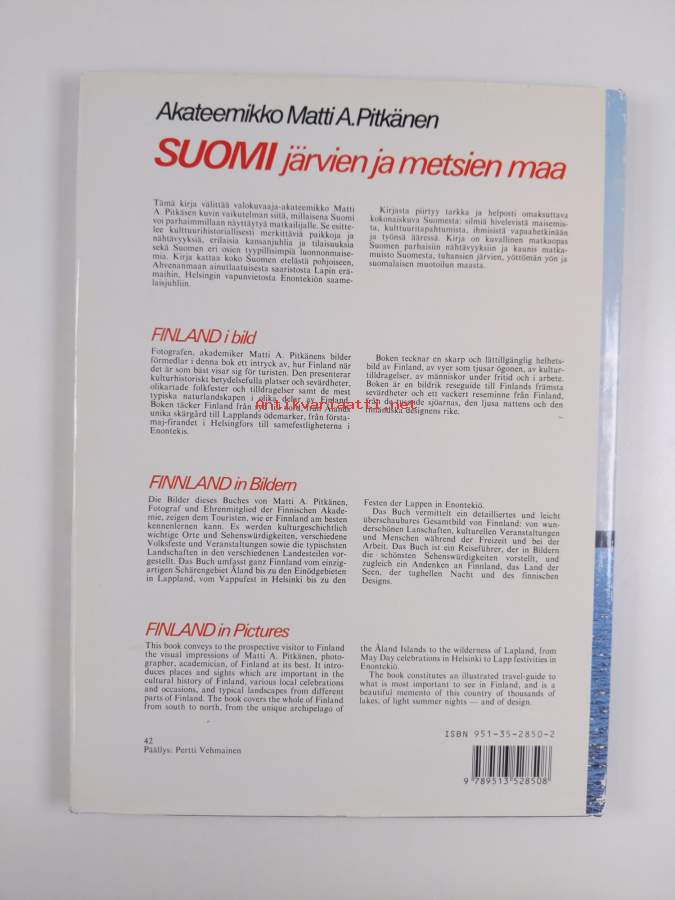 Akateemikko Matti A. Pitkänen
SUOMI järvien ja metsien maa
Tämä kirja välittää valokuvaaja-akateemikko Matti
A. Pitkäsen kuvin vaikutelman siitä, millaisena Suomi
voi parhaimmillaan näyttäytyä matkailijalle. Se esitte-
lee kulttuurihistoriallisesti merkittäviä paikkoja ja
nähtävyyksiä, erilaisia kansanjuhlia ja tilaisuuksia
sekä Suomen eri osien tyypillisimpiä luonnonmaise-
mia. Kirja kattaa koko Suomen etelästä pohjoiseen,
Ahvenanmaan ainutlaatuisesta saaristosta Lapin erä-
maihin, Helsingin vapunvietosta Enontekiön saame-
laisjuhliin.
Kirjasta piirtyy tarkka ja helposti omaksuttava
kokonaiskuva Suomesta: silmiä hivelevistä maisemis-
ta, kulttuuritapahtumista, ihmisistä vapaahetkinään
ja työnsä ääressä. Kirja on kuvallinen matkaopas
Suomen parhaisiin nähtävyyksiin ja kaunis matka-
muisto Suomesta, tuhansien järvien, yöttömän yön ja
suomalaisen muotoilun maasta.
FINLAND i bild
Fotografen, akademiker Matti A. Pitkänens bilder
förmedlar i denna bok ett intryck av, hur Finland när
det är som bäst visar sig för turisten. Den presenterar
kulturhistoriskt betydelsefulla platser och sevärdheter,
olikartade folkfester och tilldragelser samt de mest
typiska naturlandskapen i olika delar av Finland.
Boken täcker Finland från norr till söder, från Ålands
unika skärgård till Lapplands ödemarker, från första-
maj-firandet i Helsingfors till samefestligheterna i
Enontekis.
Boken tecknar en skarp och lättillgänglig helhets-
bild av Finland, av vyer som tjusar ögonen, av kultur-
tilldragelser, av människor under fritid och i arbete.
Boken är en bildrik reseguide till Finlands främsta
sevärdheter och ett vackert reseminne från Finland,
från de tusende sjöarnas, den ljusa nattens och den
finländska designens rike.
antikvariaatti.net
FINNLAND in Bildern
Die Bilder dieses Buches von Matti A. Pitkänen,
Fotograf und Ehrenmitglied der Finnischen Akade-
mie, zeigen dem Touristen, wie er Finnland am besten
kennenlernen kann. Es werden kulturgeschichtlich
wichtige Orte und Sehenswürdigkeiten, verschiedene
Volksfeste und Veranstaltungen sowie die typischsten
Landschaften in den verschiedenen Landesteilen vor-
gestellt. Das Buch umfasst ganz Finnland vom einzig-
artigen Schärengebiet Åland bis zu den Einödgebieten
in Lappland, vom Vappufest in Helsinki bis zu den
Festen der Lappen in Enontekiö.
Das Buch vermittelt ein detailliertes und leicht
überschaubares Gesamtbild von Finnland: von wun-
derschönen Lanschaften, kulturellen Veranstaltungen
und Menschen während der Freizeit und bei der
Arbeit. Das Buch ist ein Reiseführer, der in Bildern
die schönsten Sehenswürdigkeiten vorstellt, und
zugleich ein Andenken an Finnland, das Land der
Seen, der taghellen Nacht und des finnischen
Designs.
FINLAND in Pictures
This book conveys to the prospective visitor to Finland
the visual impressions of Matti A. Pitkänen, photo-
grapher, academician, of Finland at its best. It intro-
duces places and sights which are important in the
cultural history of Finland, various local celebrations
and occasions, and typical landscapes from different
parts of Finland. The book covers the whole of Finland
from south to north, from the unique archipelago of
the Åland Islands to the wilderness of Lapland, from
May Day celebrations in Helsinki to Lapp festivities in
Enontekiö.
The book constitutes an illustrated travel-guide to
what is most important to see in Finland, and is a
beautiful memento of this country of thousands of
lakes, of light summer nights — and of design.
42
Päällys: Pertti Vehmainen
ISBN 951-35-2850-2
9 789513 528508